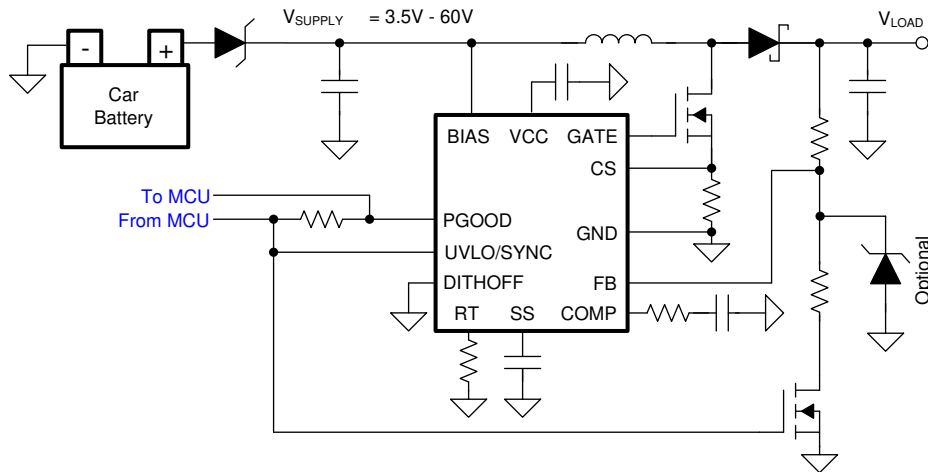 V_SUPPLY = 3.5V - 60V
V_LOAD
-
+
Car
Battery
BIAS
VCC
GATE
CS
To MCU
From MCU
PGOOD
GND
UVLO/SYNC
DITHOFF
FB
RT
SS
COMP
Optional